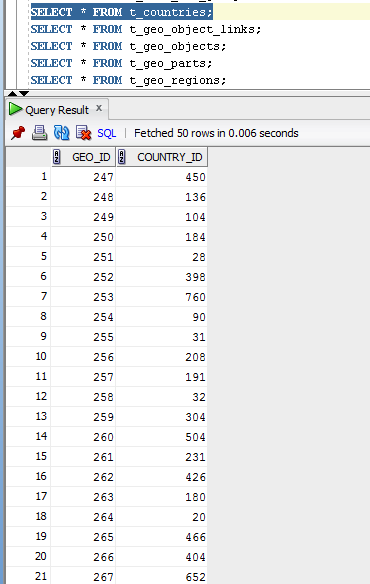 SELECT * FROM t_countries;
SELECT * FROM t_geo_object_links;
SELECT * FROM t_geo_objects;
SELECT * FROM t_geo_parts;
SELECT * FROM t_geo_regions;
Query Result x
SQL | Fetched 50 rows in 0.006 seconds
GEO_ID COUNTRY_ID
1 247 450
2 248 136
3 249 104
4 250 184
5 251 28
6 252 398
7 253 760
8 254 90
9 255 31
10 256 208
11 257 191
12 258 32
13 259 304
14 260 504
15 261 231
16 262 426
17 263 180
18 264 20
19 265 466
20 266 404
21 267 652